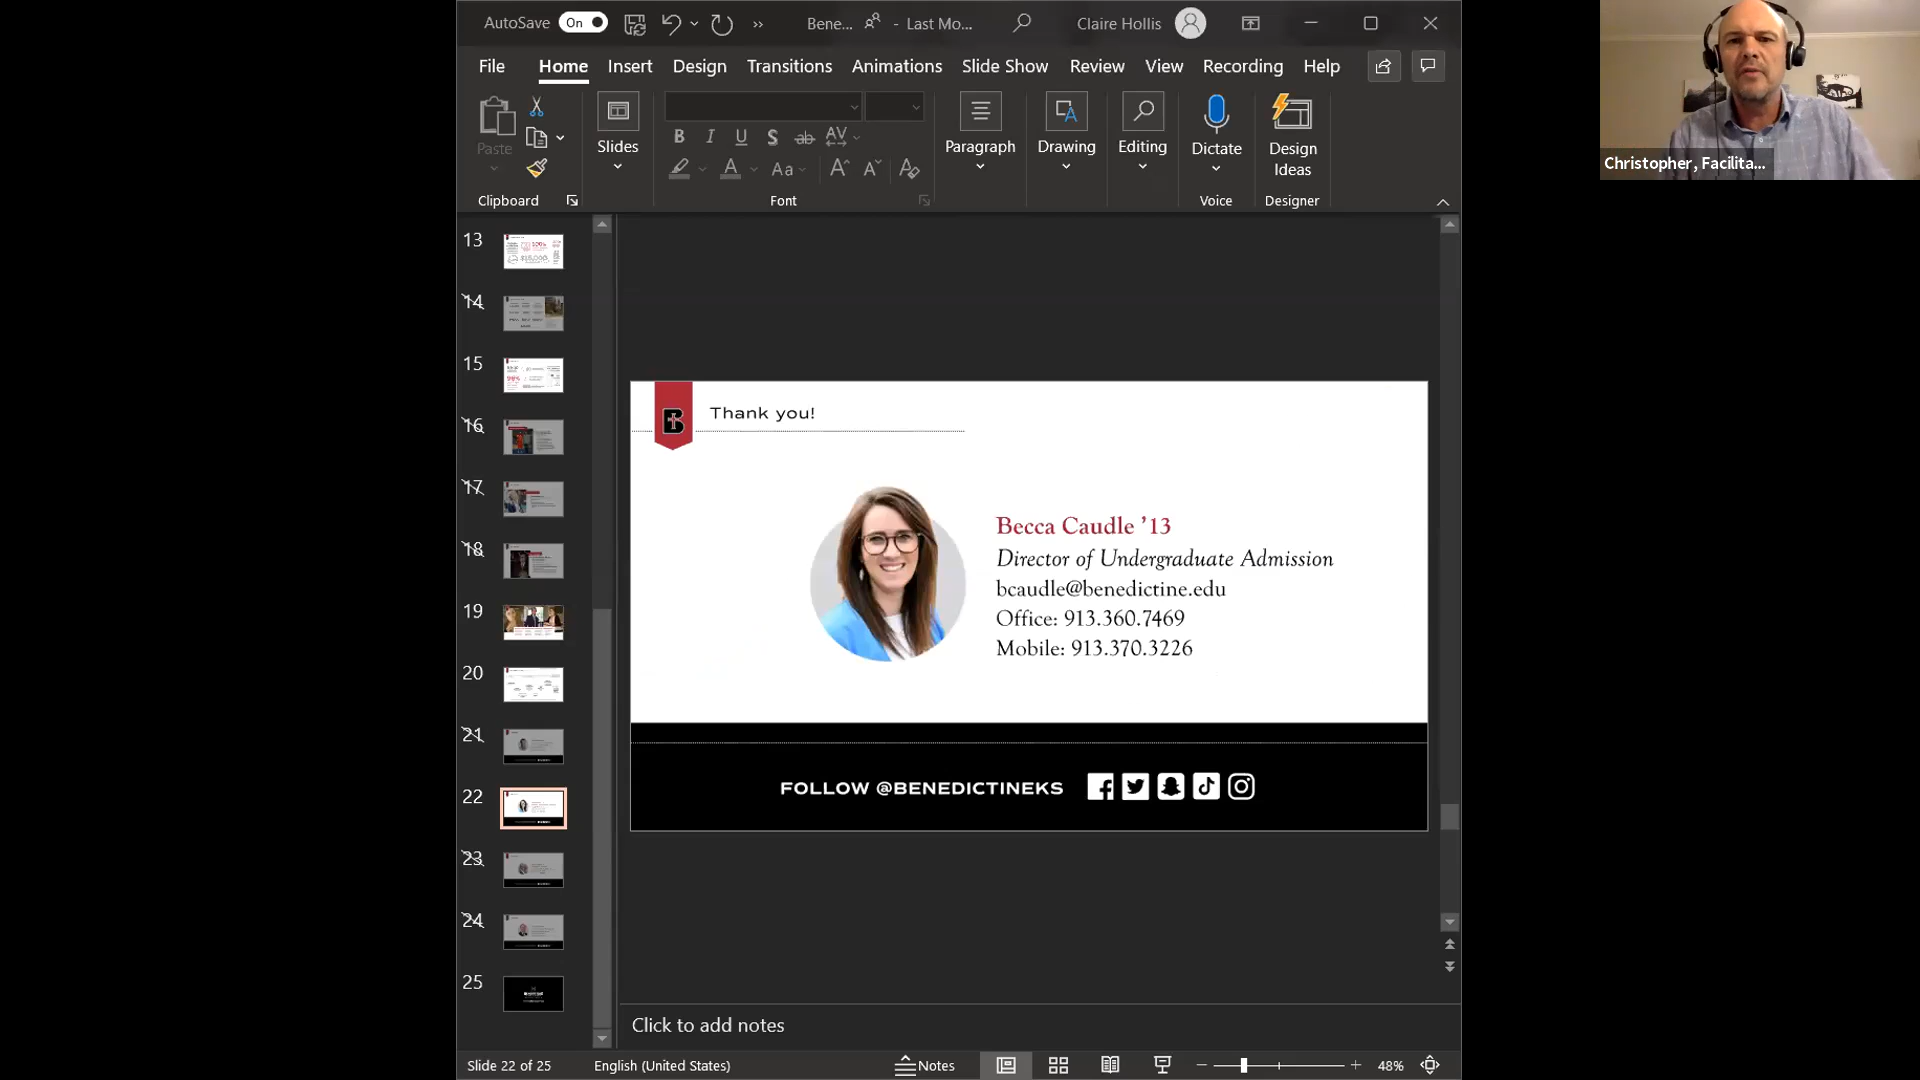 AutoSave On Bene... - Last Mo... Claire Hollis
File Home Insert Design Transitions Animations Slide Show Review View Recording Help
Paste Slides B I U S ab AV Aa A A A Paragraph Drawing Editing Dictate Design Ideas
Clipboard Font Voice Designer
Christopher, Facilita...
13
14
15
16
17
18
19
20
21
22
23
24
25
B Thank you!
Becca Caudle ’13
Director of Undergraduate Admission
bcaudle@benedictine.edu
Office: 913.360.7469
Mobile: 913.370.3226
FOLLOW @BENEDICTINEKS
Click to add notes
Slide 22 of 25 English (United States) Notes 48%